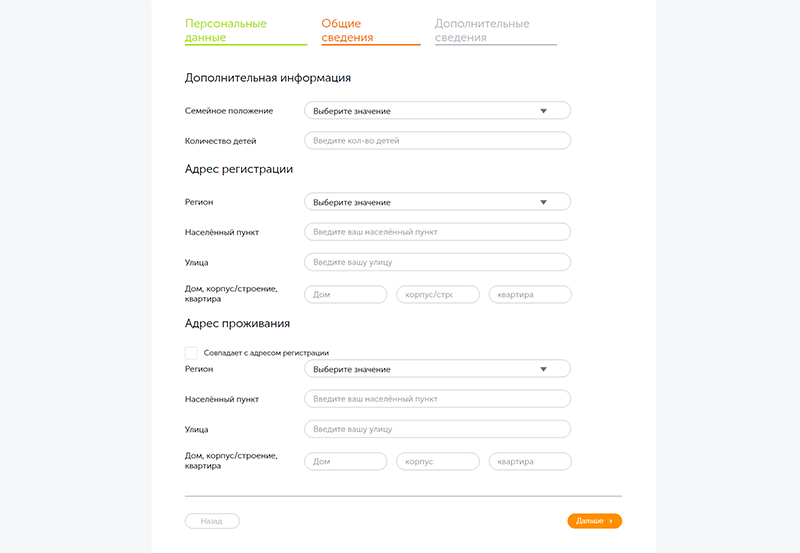 Персональные
данные
Общие
сведения
Дополнительные
сведения
Дополнительная информация
Семейное положение
Выберите значение
Количество детей
Введите кол-во детей
Адрес регистрации
Регион
Выберите значение
Населённый пункт
Введите ваш населённый пункт
Улица
Введите вашу улицу
Дом, корпус/строение,
квартира
Дом
корпус/стро
квартира
Адрес проживания
Совпадает с адресом регистрации
Регион
Выберите значение
Населённый пункт
Введите ваш населённый пункт
Улица
Введите вашу улицу
Дом, корпус/строение,
квартира
Дом
корпус
квартира
Назад
Дальше